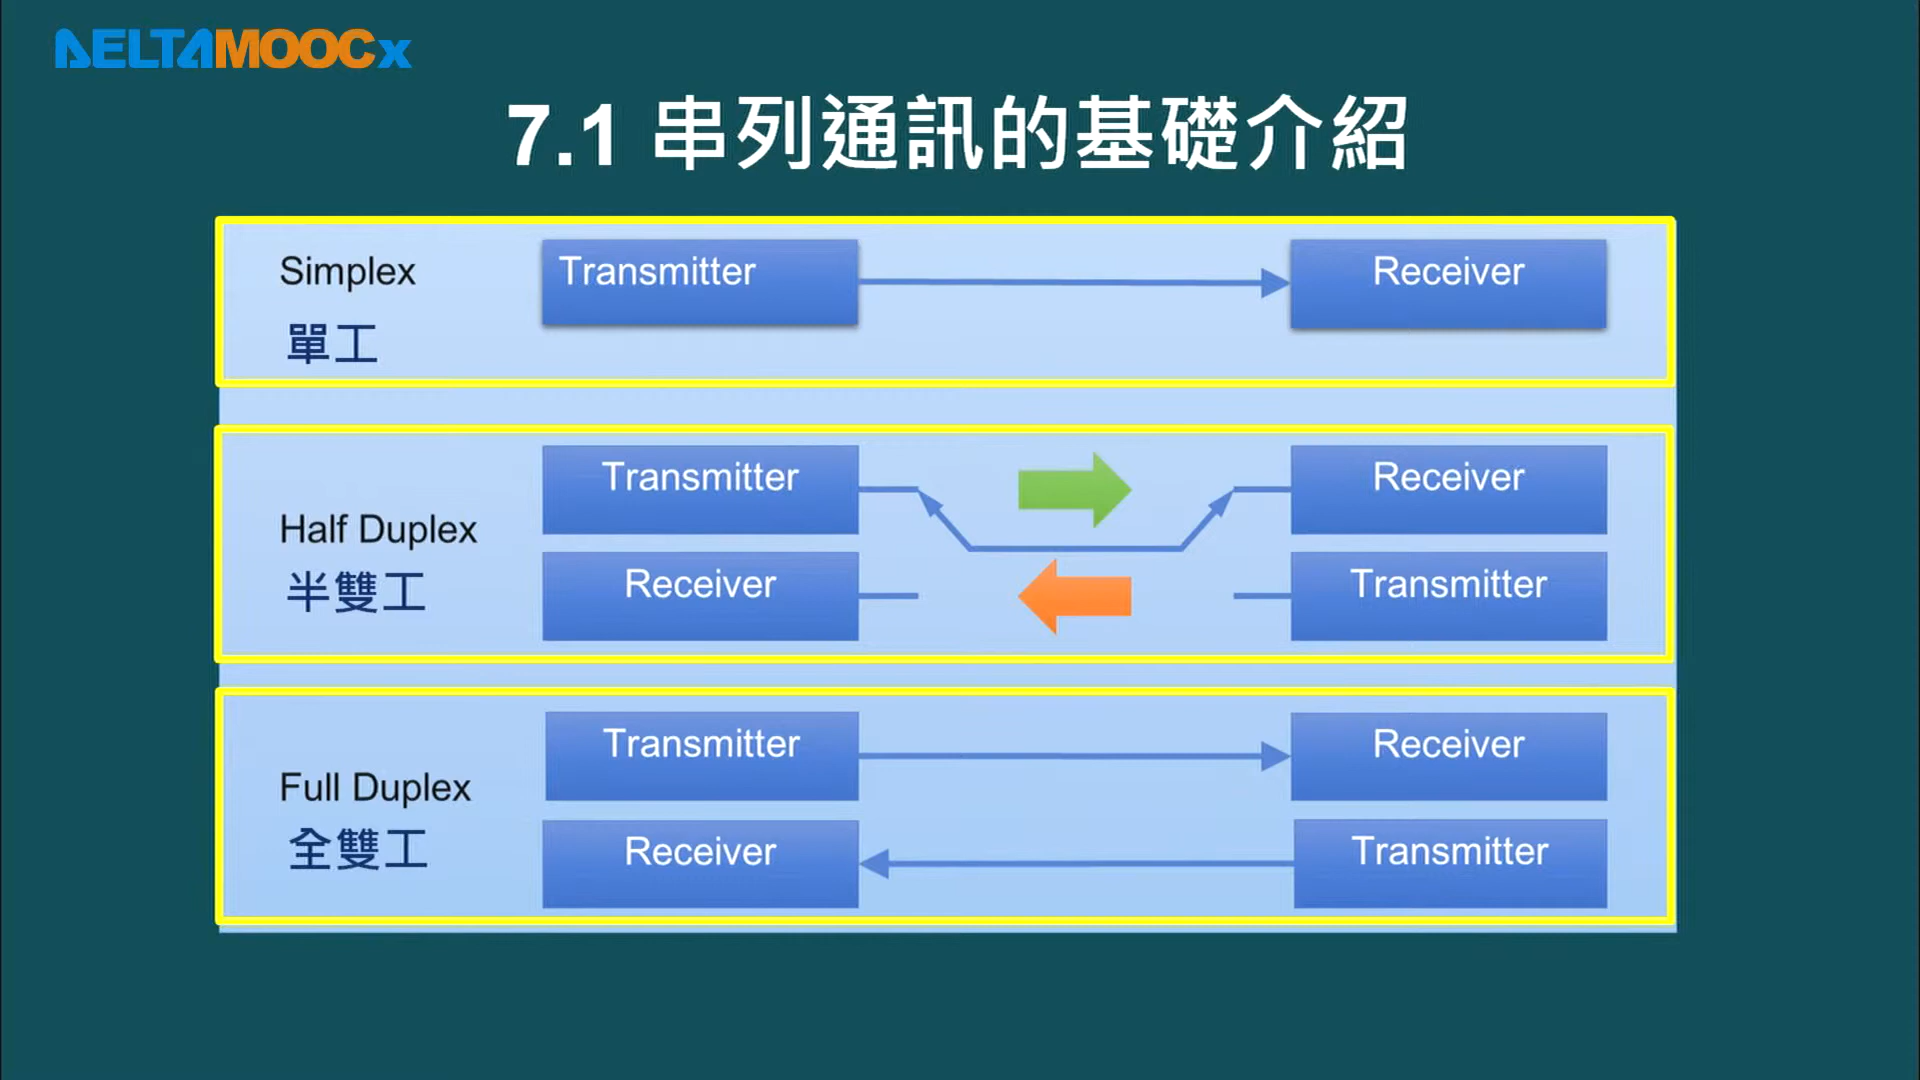 DELTAMOOCx
7.1 串列通訊的基礎介紹
Simplex
單工
Transmitter
Receiver
Half Duplex
半雙工
Transmitter
Receiver
Receiver
Transmitter
Full Duplex
全雙工
Transmitter
Receiver
Receiver
Transmitter